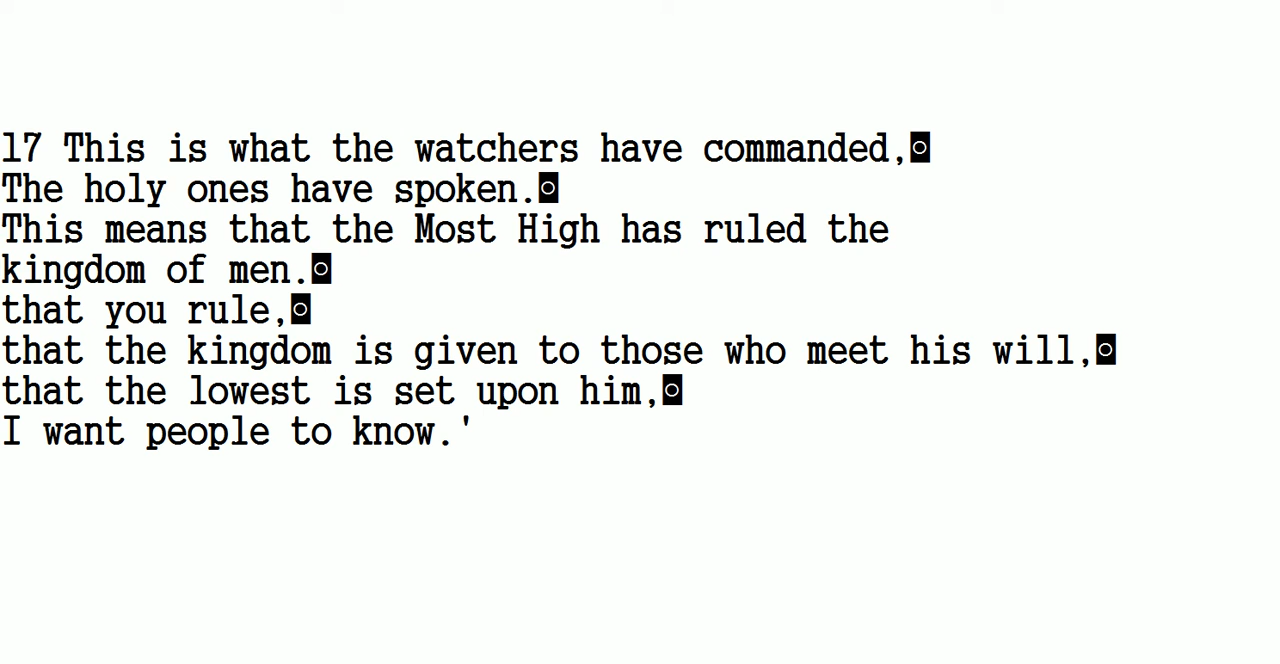 17 This is what the watchers have commanded,◙
The holy ones have spoken.◙
This means that the Most High has ruled the
kingdom of men.◙
that you rule,◙
that the kingdom is given to those who meet his will,◙
that the lowest is set upon him,◙
I want people to know.'